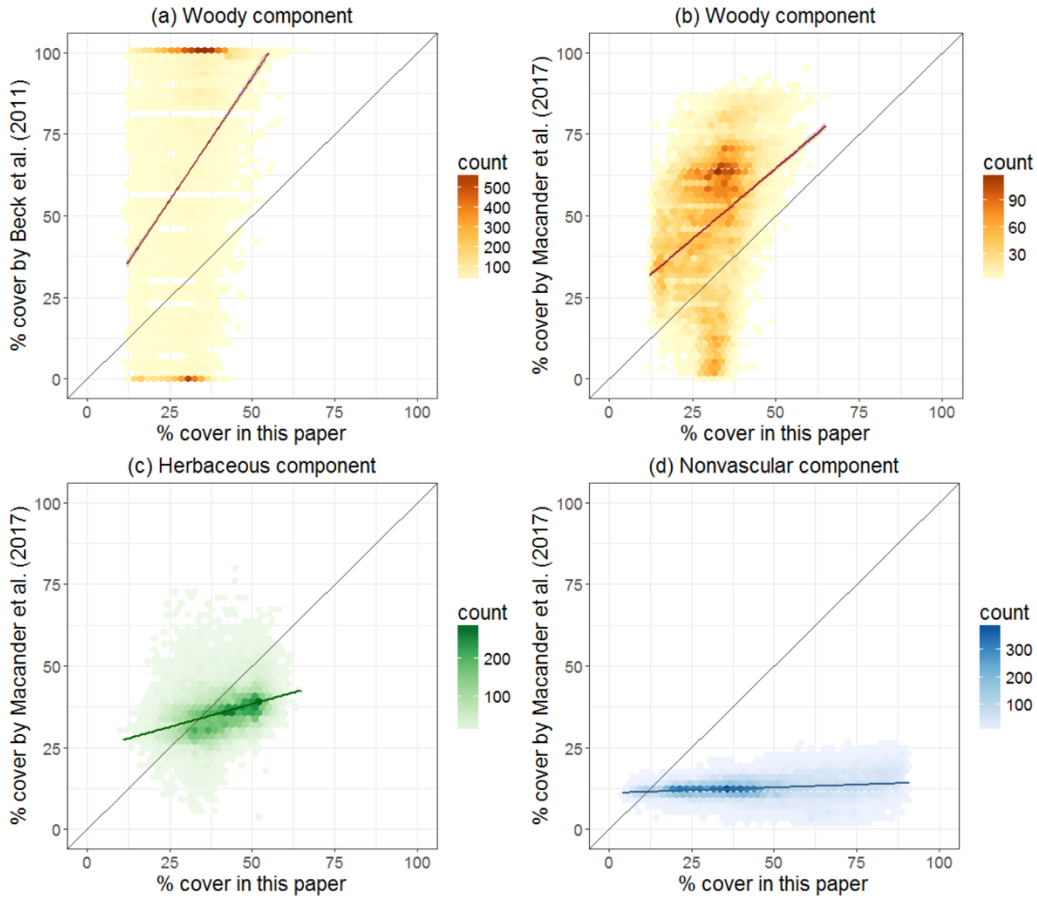 (a) Woody component
% cover by Beck et al. (2011)
100
75
50
25
0
0 25 50 75 100
% cover in this paper
count
500
400
300
200
100
(b) Woody component
% cover by Macander et al. (2017)
100
75
50
25
0
0 25 50 75 100
% cover in this paper
count
90
60
30
(c) Herbaceous component
% cover by Macander et al. (2017)
100
75
50
25
0
0 25 50 75 100
% cover in this paper
count
200
100
(d) Nonvascular component
% cover by Macander et al. (2017)
100
75
50
25
0
0 25 50 75 100
% cover in this paper
count
300
200
100